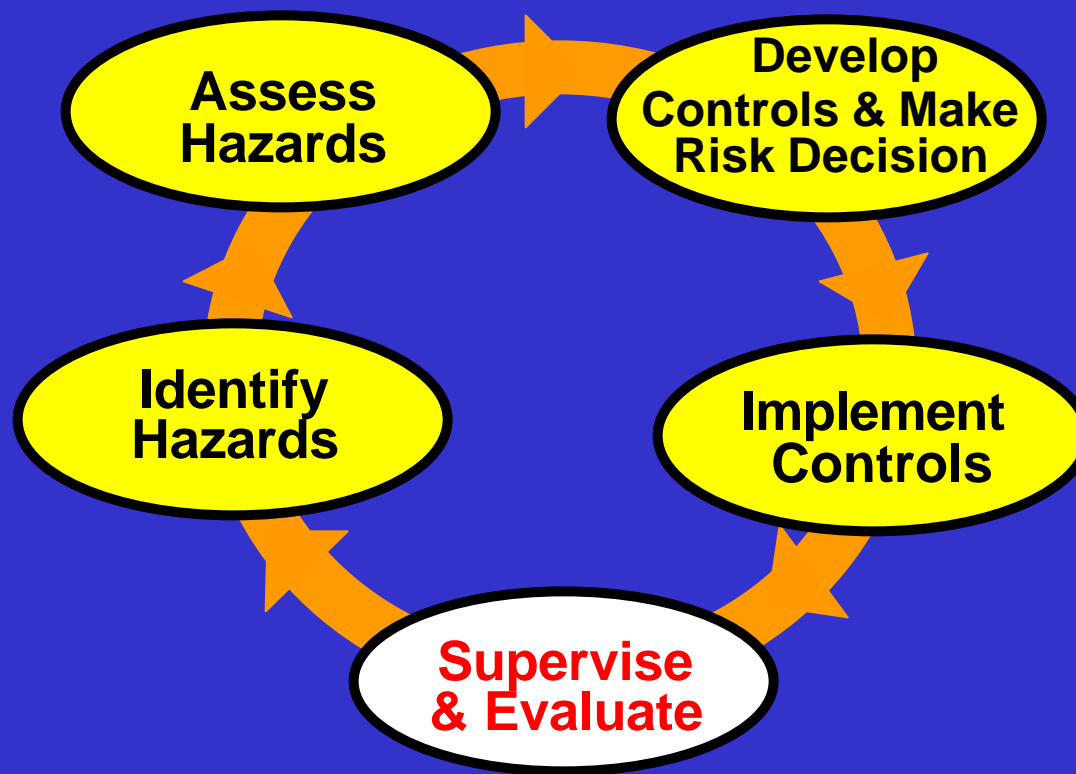 Assess
Hazards
Develop
Controls & Make
Risk Decision
Identify
Hazards
Implement
Controls
Supervise
& Evaluate